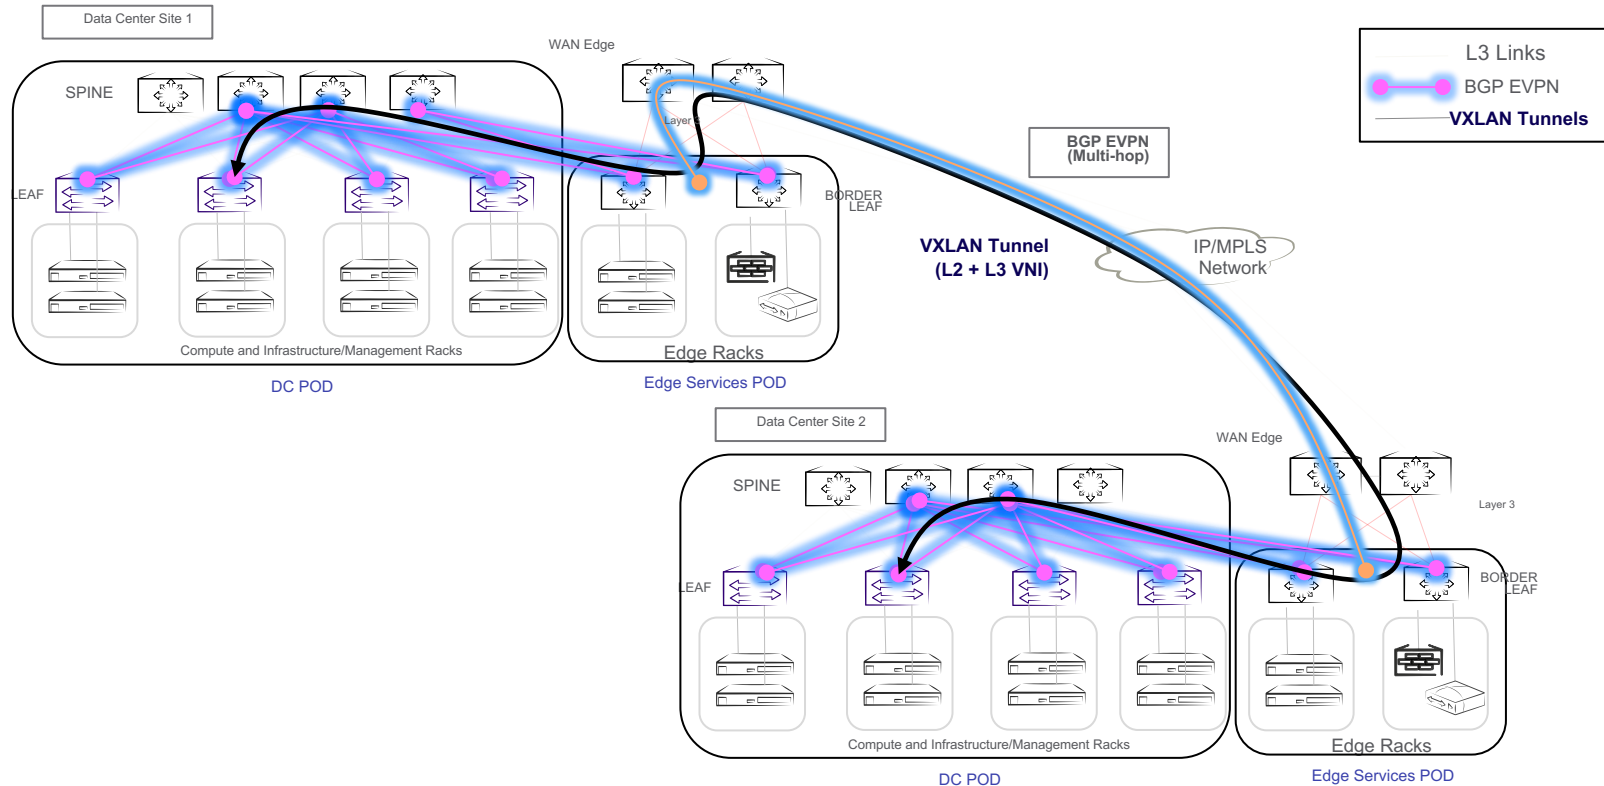 Data Center Site 1
WAN Edge
L3 Links
BGP EVPN
VXLAN Tunnels
SPINE
Layer 3
BGP EVPN
(Multi-hop)
LEAF
BORDER
LEAF
VXLAN Tunnel
(L2 + L3 VNI)
IP/MPLS
Network
Compute and Infrastructure/Management Racks
Edge Racks
DC POD
Edge Services POD
Data Center Site 2
WAN Edge
SPINE
Layer 3
LEAF
BORDER
LEAF
Compute and Infrastructure/Management Racks
Edge Racks
DC POD
Edge Services POD